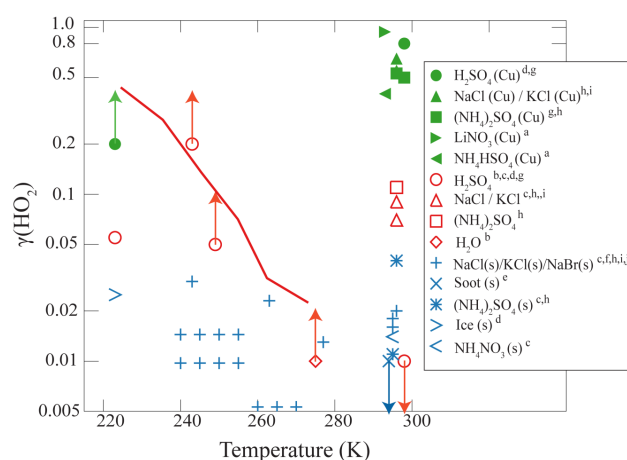 1.0
0.8
0.5
0.2
0.1
0.05
0.02
0.01
0.005
γ(HO₂)
220 240 260 280 300
Temperature (K)
H₂SO₄(Cu) ᵈ,ᵍ
NaCl (Cu) / KCl (Cu) ʰ,ⁱ
(NH₄)₂SO₄(Cu) ᵍ,ʰ
LiNO₃(Cu) ᵃ
NH₄HSO₄(Cu) ᵃ
H₂SO₄ ᵇ,ᶜ,ᵈ,ᵍ
NaCl / KCl ᶜ,ʰ,,ⁱ
(NH₄)₂SO₄ ʰ
H₂O ᵇ
NaCl(s)/KCl(s)/NaBr(s) ᶜ,ᶠ,ʰ,ⁱ,ʲ
Soot (s) ᵉ
(NH₄)₂SO₄(s) ᶜ,ʰ
Ice (s) ᵈ
NH₄NO₃(s) ᶜ